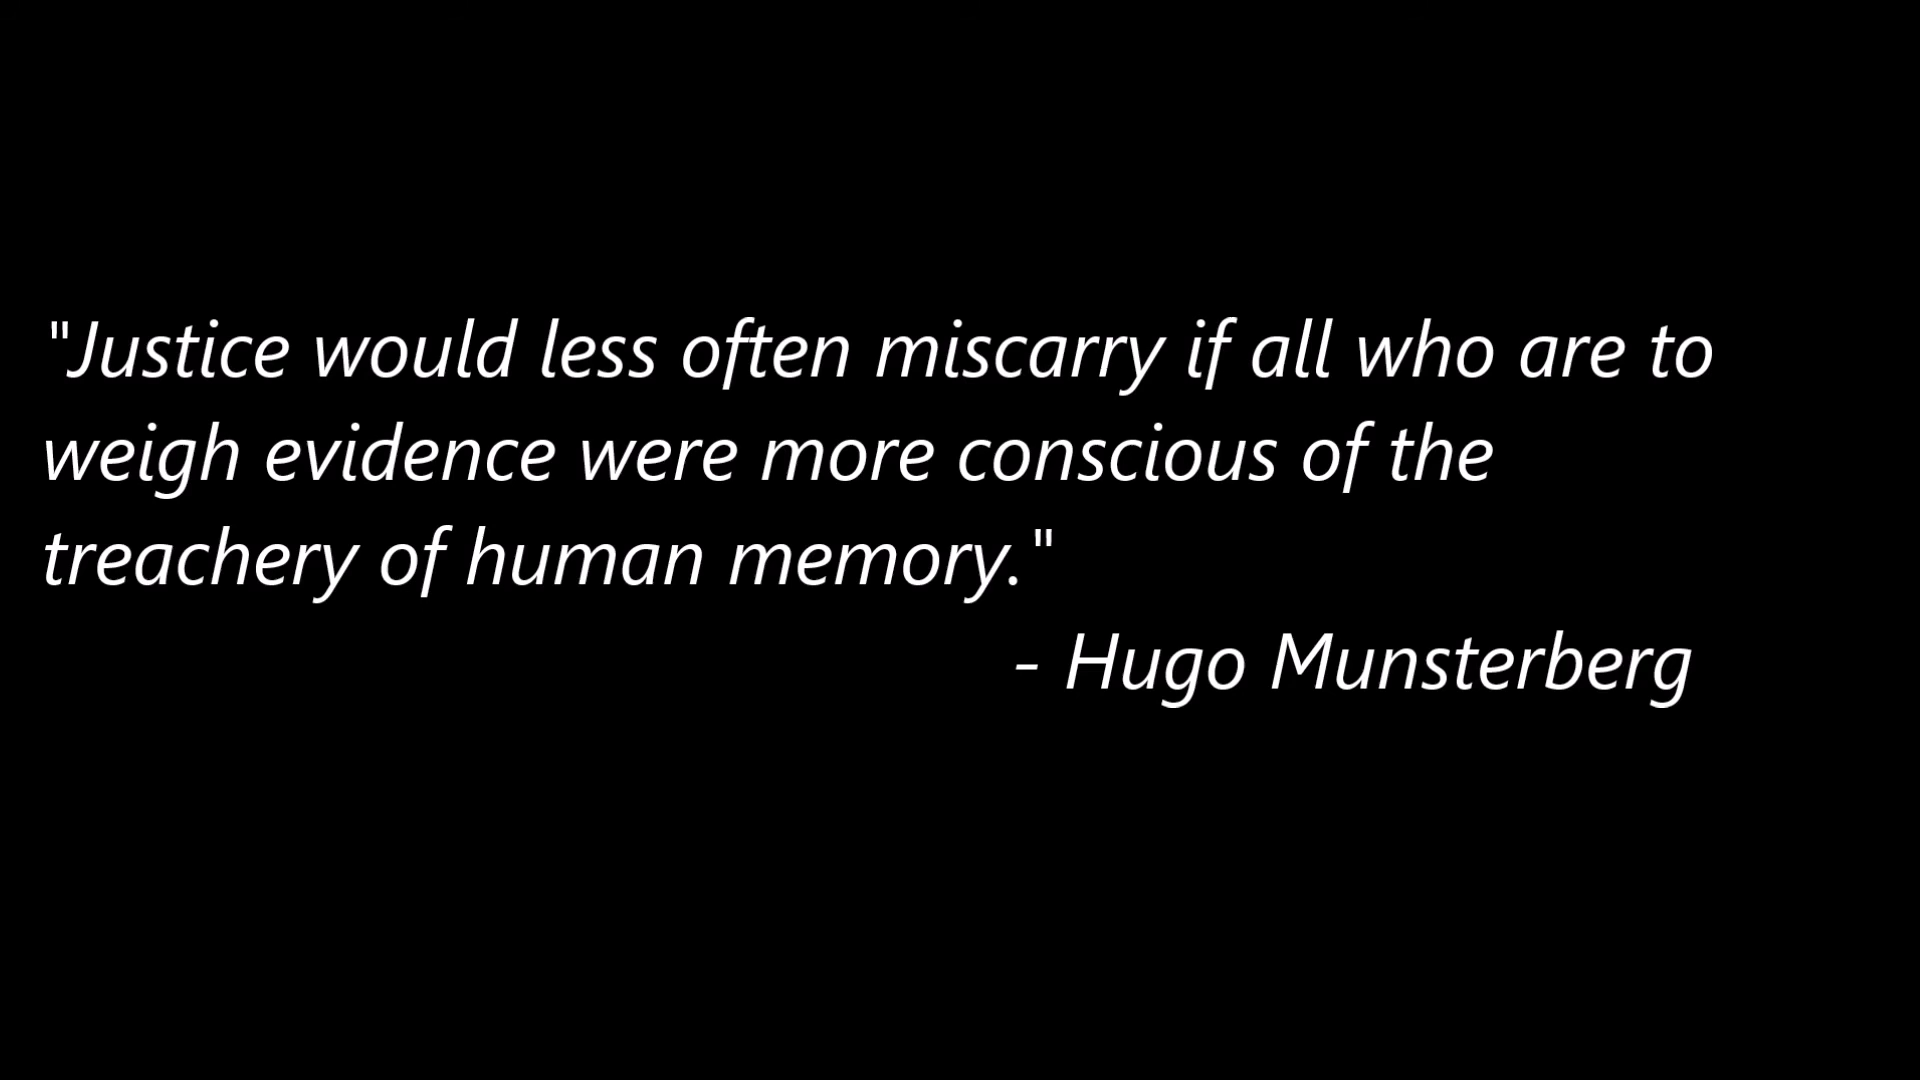 "Justice would less often miscarry if all who are to
weigh evidence were more conscious of the
treachery of human memory."
- Hugo Munsterberg